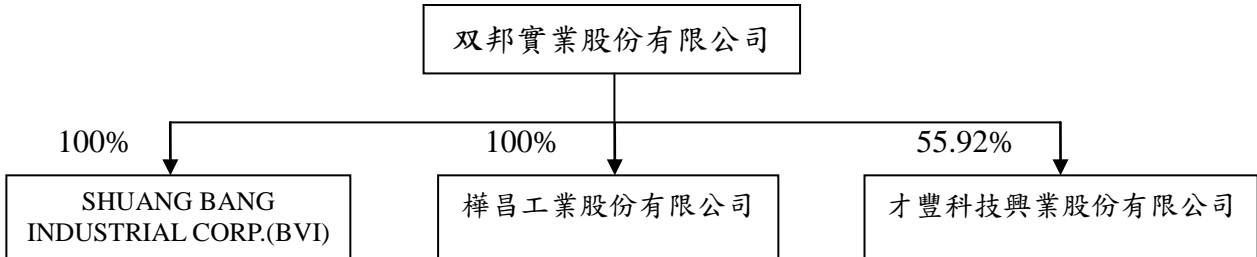 双邦實業股份有限公司
100%
100%
55.92%
SHUANG BANG
INDUSTRIAL CORP.(BVI)
樺昌工業股份有限公司
才豐科技興業股份有限公司